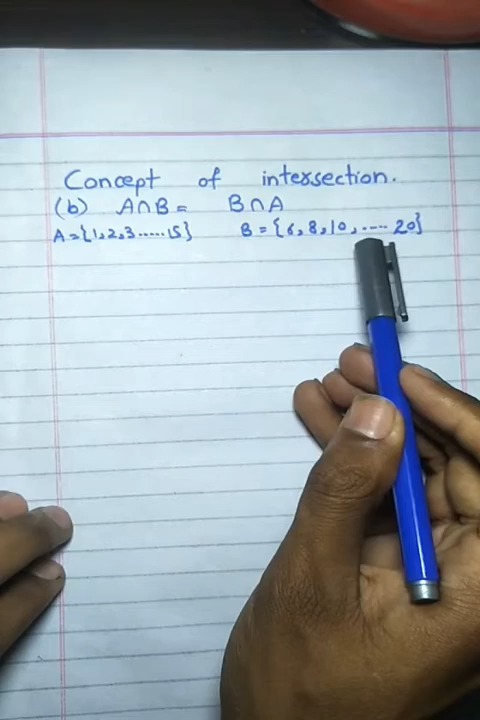 Concept of intersection.
(b) A∩B = B∩A
A={1,2,3......15} B = {6,8,10,.... 20}